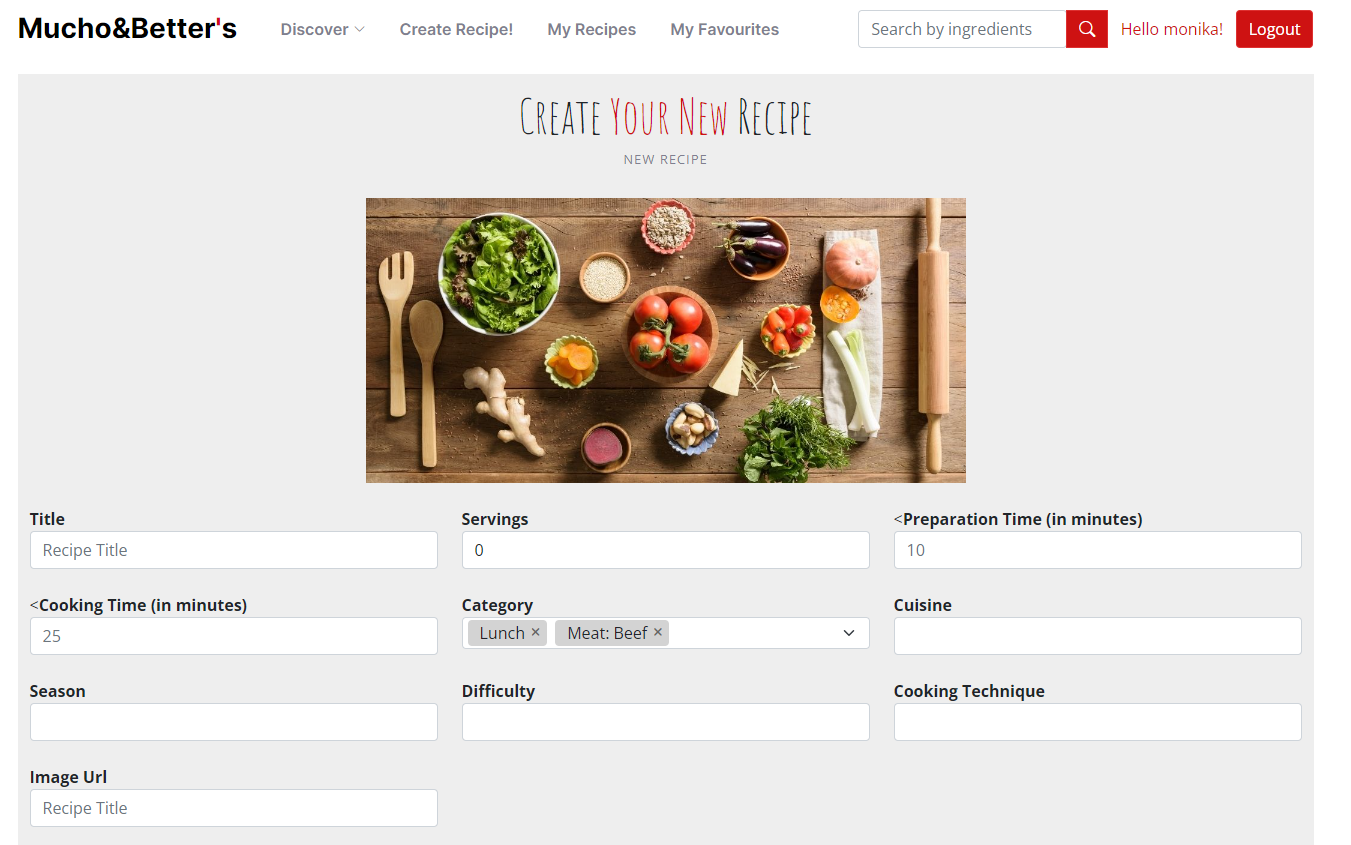 Mucho&Better's Discover Create Recipe! My Recipes My Favourites Search by ingredients Hello monika! Logout
Create Your New Recipe
NEW RECIPE
Title Servings <Preparation Time (in minutes)
Recipe Title 0 10
<Cooking Time (in minutes) Category Cuisine
25 Lunch × Meat: Beef ×
Season Difficulty Cooking Technique
Image Url
Recipe Title